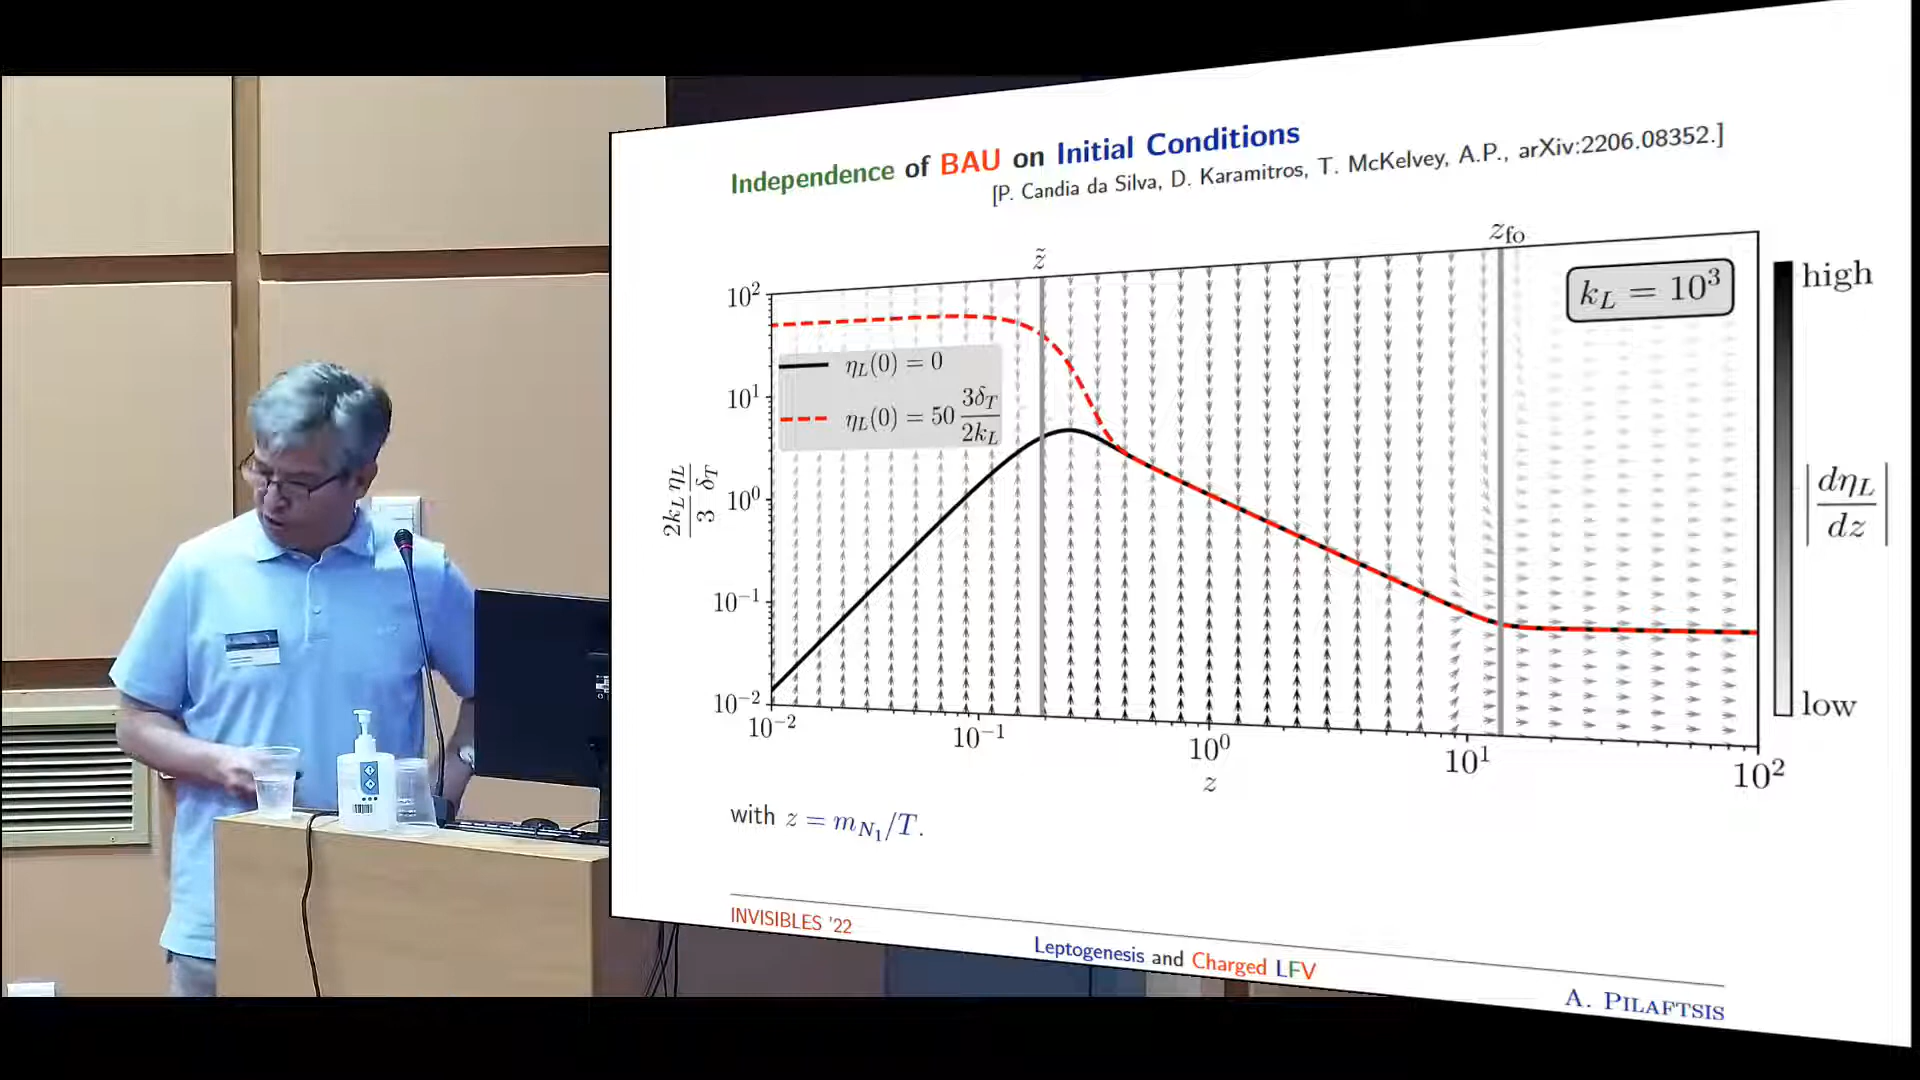 Independence of BAU on Initial Conditions
[P. Candia da Silva, D. Karamitros, T. McKelvey, A.P., arXiv:2206.08352.]
z̃
z_fo
k_L = 10³
high
low
|dη_L/dz|
η_L(0) = 0
η_L(0) = 50 3δ_T/2k_L
2k_L/3 |η_L|/δ_T
10²
10¹
10⁰
10⁻¹
10⁻²
10⁻² 10⁻¹ 10⁰ 10¹ 10²
z
with z = m_{N₁}/T.
INVISIBLES '22
Leptogenesis and Charged LFV
A. PILAFTSIS